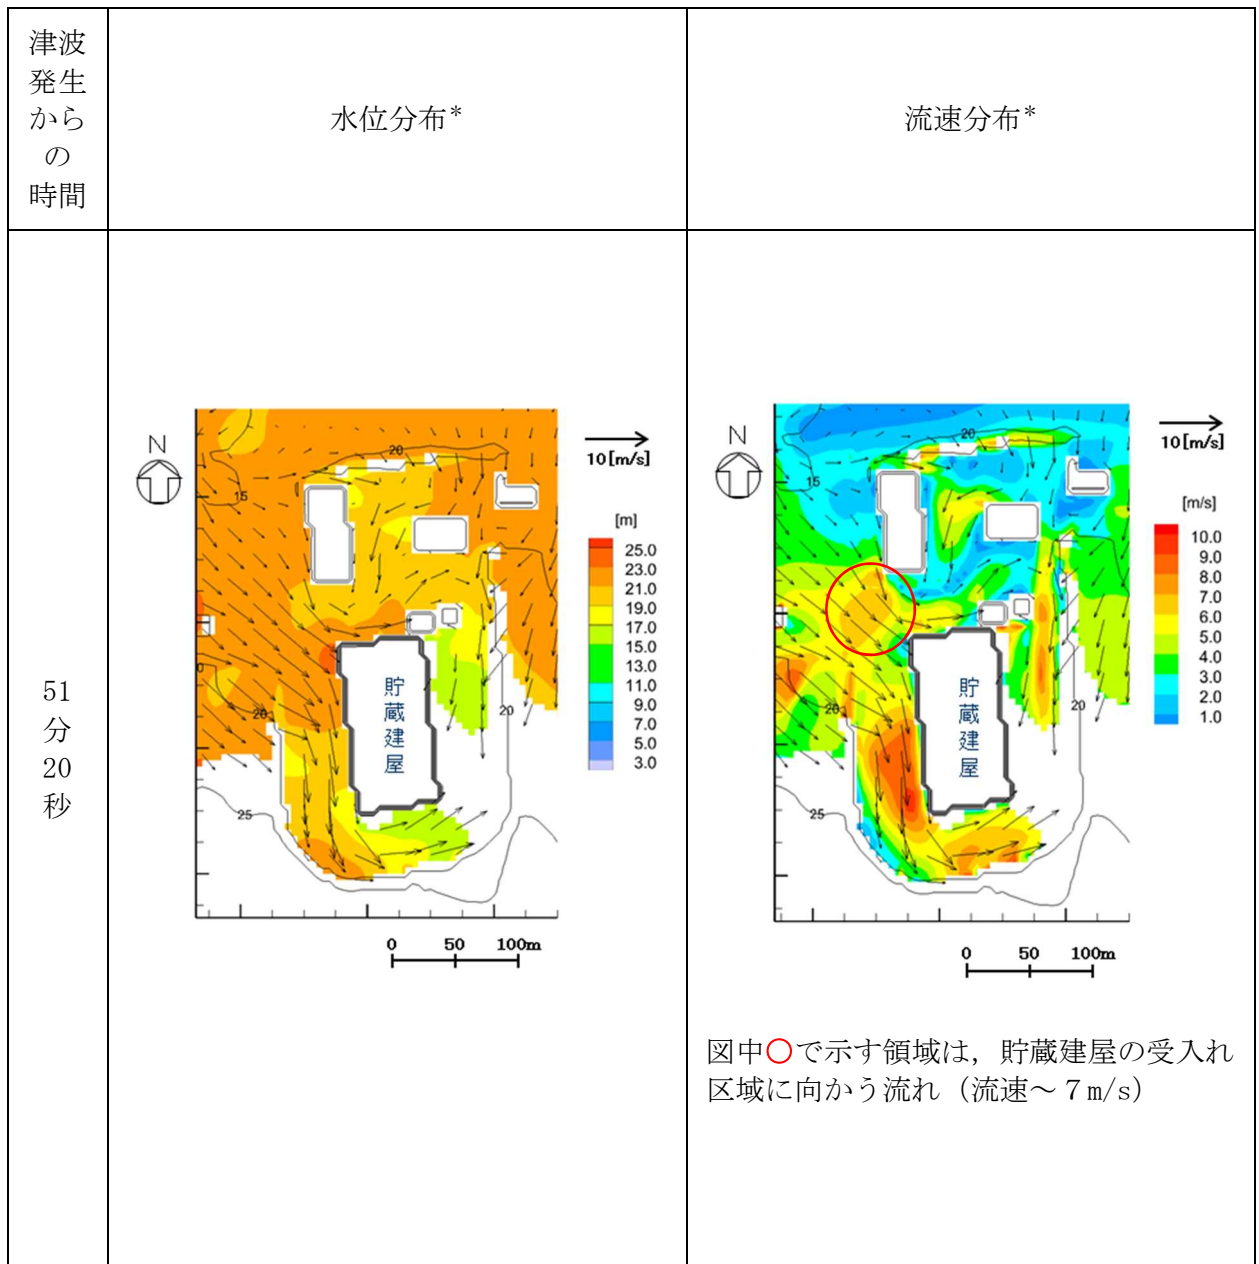 津波
発生
から
の
時間
水位分布*
流速分布*
51
分
20
秒
N
15
20
20
20
25
貯
蔵
建
屋
10[m/s]
[m]
25.0
23.0
21.0
19.0
17.0
15.0
13.0
11.0
9.0
7.0
5.0
3.0
0 50 100m
N
15
20
20
20
25
貯
蔵
建
屋
10[m/s]
[m/s]
10.0
9.0
8.0
7.0
6.0
5.0
4.0
3.0
2.0
1.0
0 50 100m
図中○で示す領域は，貯蔵建屋の受入れ
区域に向かう流れ（流速～７m/s）